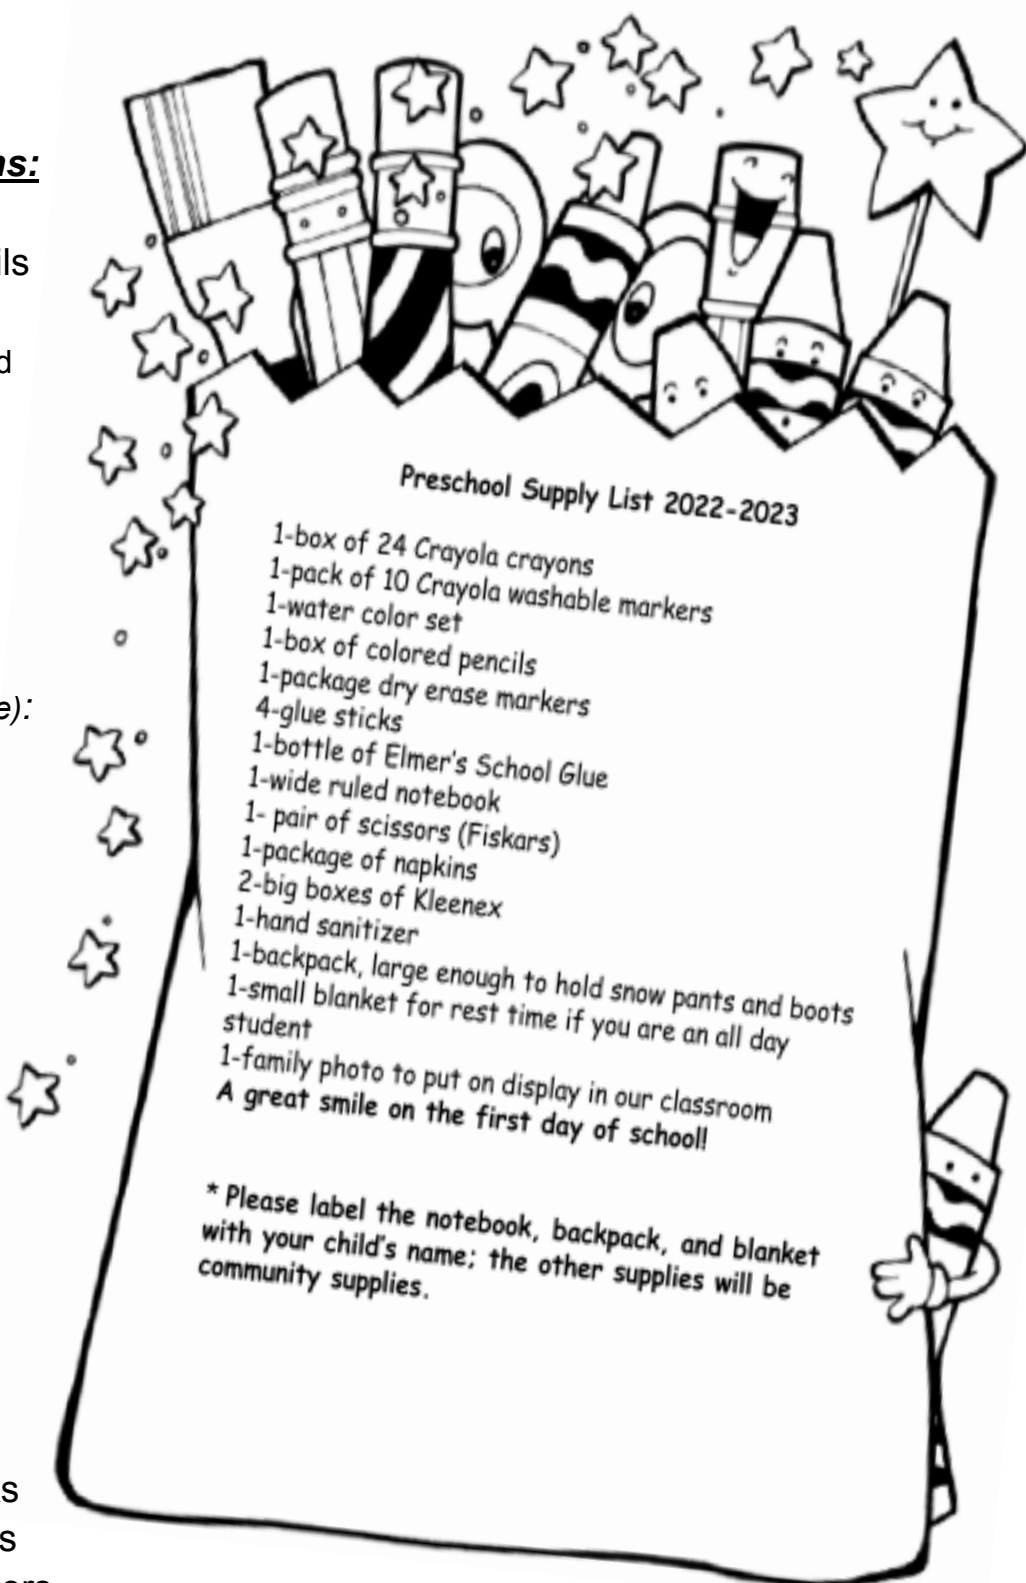 ns:
ils
d
e):
Preschool Supply List 2022-2023
1-box of 24 Crayola crayons
1-pack of 10 Crayola washable markers
1-water color set
1-box of colored pencils
1-package dry erase markers
4-glue sticks
1-bottle of Elmer's School Glue
1-wide ruled notebook
1- pair of scissors (Fiskars)
1-package of napkins
2-big boxes of Kleenex
1-hand sanitizer
1-backpack, large enough to hold snow pants and boots
1-small blanket for rest time if you are an all day
student
1-family photo to put on display in our classroom
A great smile on the first day of school!
* Please label the notebook, backpack, and blanket
with your child's name; the other supplies will be
community supplies.
s
s